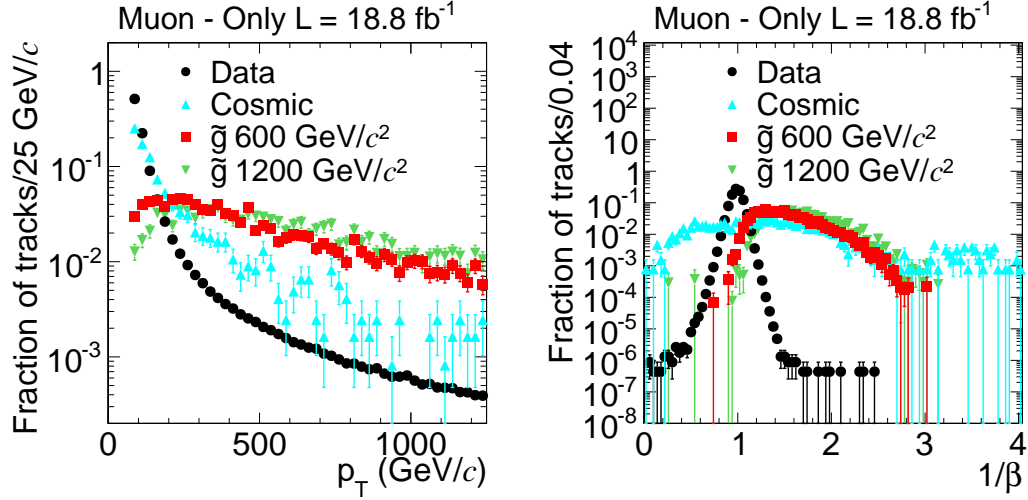 Muon - Only L = 18.8 fb⁻¹
Fraction of tracks/25 GeV/c
1
10⁻¹
10⁻²
10⁻³
Data
Cosmic
g̃ 600 GeV/c²
g̃ 1200 GeV/c²
0 500 1000
p_T (GeV/c)
Muon - Only L = 18.8 fb⁻¹
Fraction of tracks/0.04
10⁴
10³
10²
10
1
10⁻¹
10⁻²
10⁻³
10⁻⁴
10⁻⁵
10⁻⁶
10⁻⁷
10⁻⁸
Data
Cosmic
g̃ 600 GeV/c²
g̃ 1200 GeV/c²
0 1 2 3 4
1/β